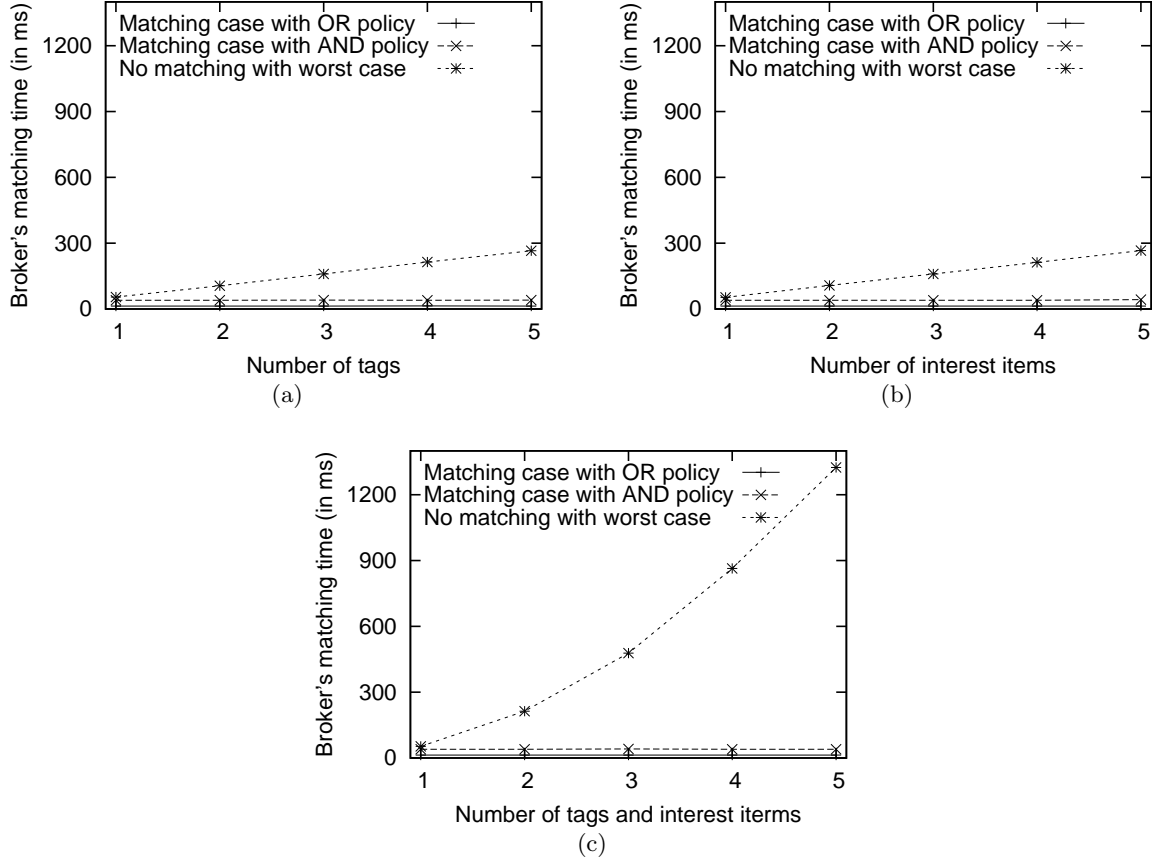 Broker's matching time (in ms)
1200
900
600
300
0
Matching case with OR policy
Matching case with AND policy
No matching with worst case
1 2 3 4 5
Number of tags
(a)
Broker's matching time (in ms)
1200
900
600
300
0
Matching case with OR policy
Matching case with AND policy
No matching with worst case
1 2 3 4 5
Number of interest items
(b)
Broker's matching time (in ms)
1200
900
600
300
0
Matching case with OR policy
Matching case with AND policy
No matching with worst case
1 2 3 4 5
Number of tags and interest iterms
(c)